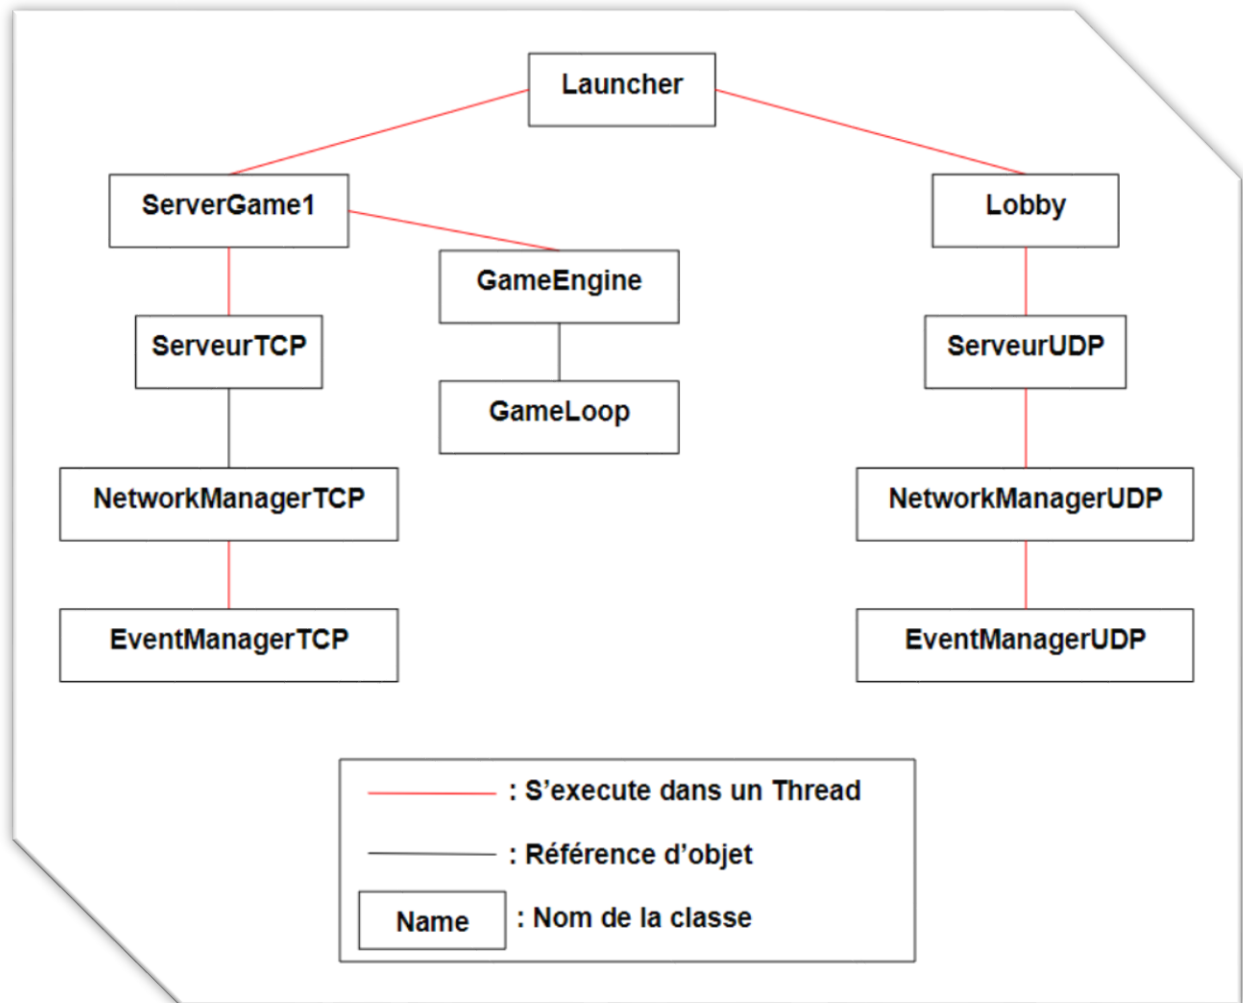 Launcher
ServerGame1
Lobby
GameEngine
ServeurTCP
ServeurUDP
GameLoop
NetworkManagerTCP
NetworkManagerUDP
EventManagerTCP
EventManagerUDP
: S'execute dans un Thread
: Référence d'objet
Name : Nom de la classe